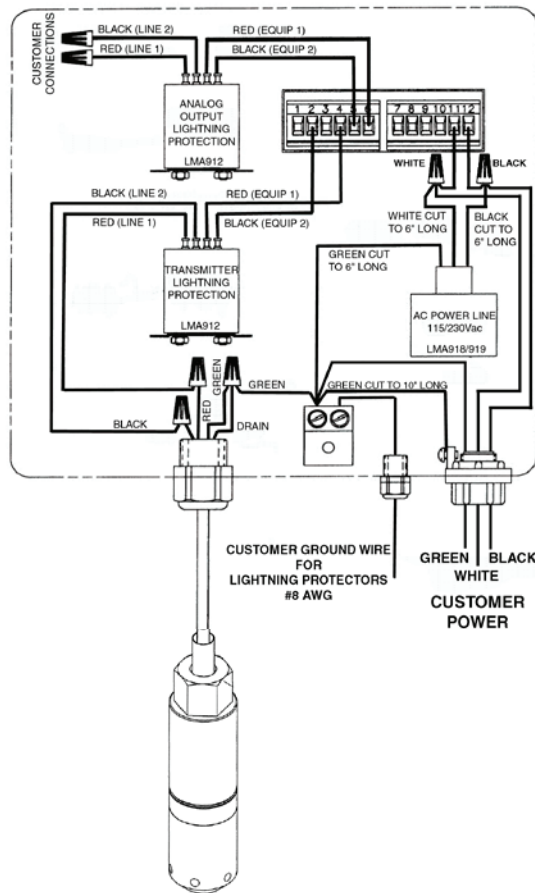 CUSTOMER
CONNECTIONS
BLACK (LINE 2)
RED (LINE 1)
RED (EQUIP 1)
BLACK (EQUIP 2)
ANALOG
OUTPUT
LIGHTNING
PROTECTION
LMA912
1 2 3 4 5 6
7 8 9 10 11 12
WHITE
BLACK
BLACK (LINE 2)
RED (LINE 1)
RED (EQUIP 1)
BLACK (EQUIP 2)
WHITE CUT
TO 6" LONG
BLACK
CUT TO
6" LONG
GREEN CUT
TO 6" LONG
TRANSMITTER
LIGHTNING
PROTECTION
LMA912
AC POWER LINE
115/230Vac
LMA918/919
BLACK
RED
GREEN
DRAIN
GREEN
GREEN CUT TO 10" LONG
CUSTOMER GROUND WIRE
FOR
LIGHTNING PROTECTORS
#8 AWG
GREEN
BLACK
WHITE
CUSTOMER
POWER